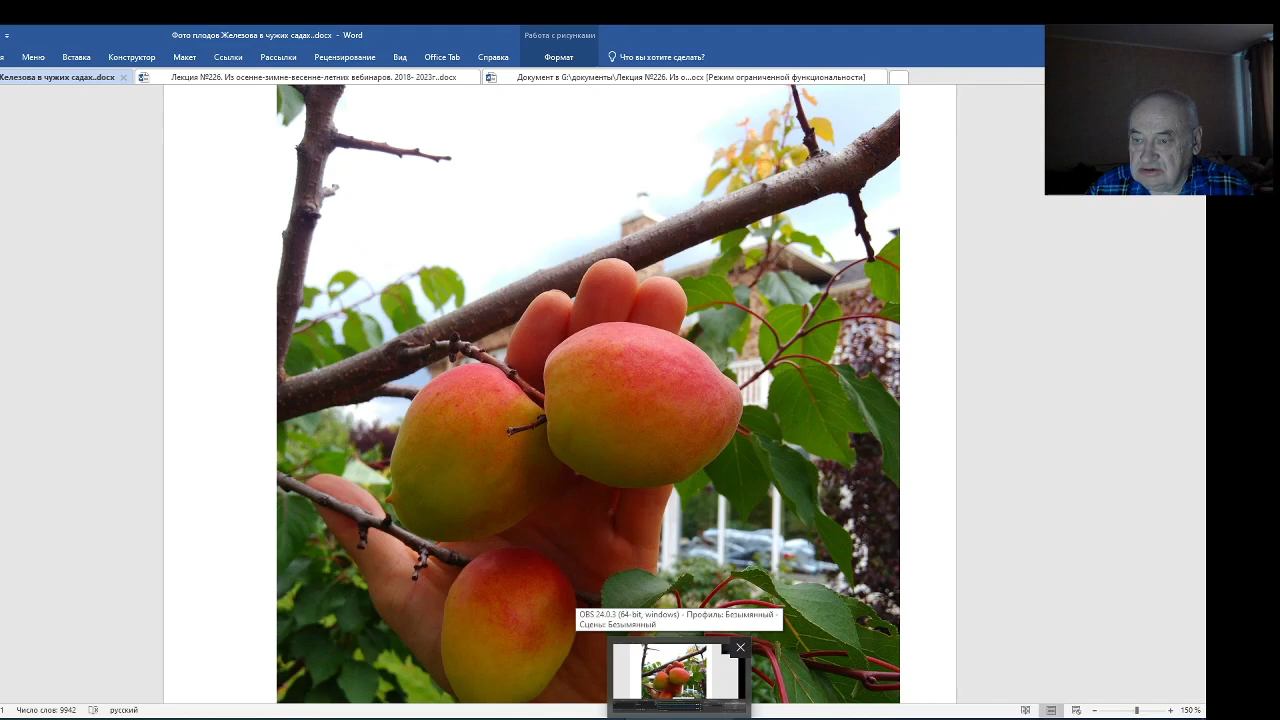 Фото плодов Железова в чужих садах..docx - Word
Работа с рисунками
Меню Вставка Конструктор Макет Ссылки Рассылки Рецензирование Вид Office Tab Справка Формат Что вы хотите сделать?
Железова в чужих садах..docx
Лекция №226. Из осенне-зимне-весенне-летних вебинаров. 2018- 2023г..docx
Документ в G:\документы\Лекция №226. Из о...осx [Режим ограниченной функциональности]
OBS 24.0.3 (64-bit, windows) - Профиль: Безымянный -
Сцены: Безымянный
1 Число слов: 9942 русский
150 %